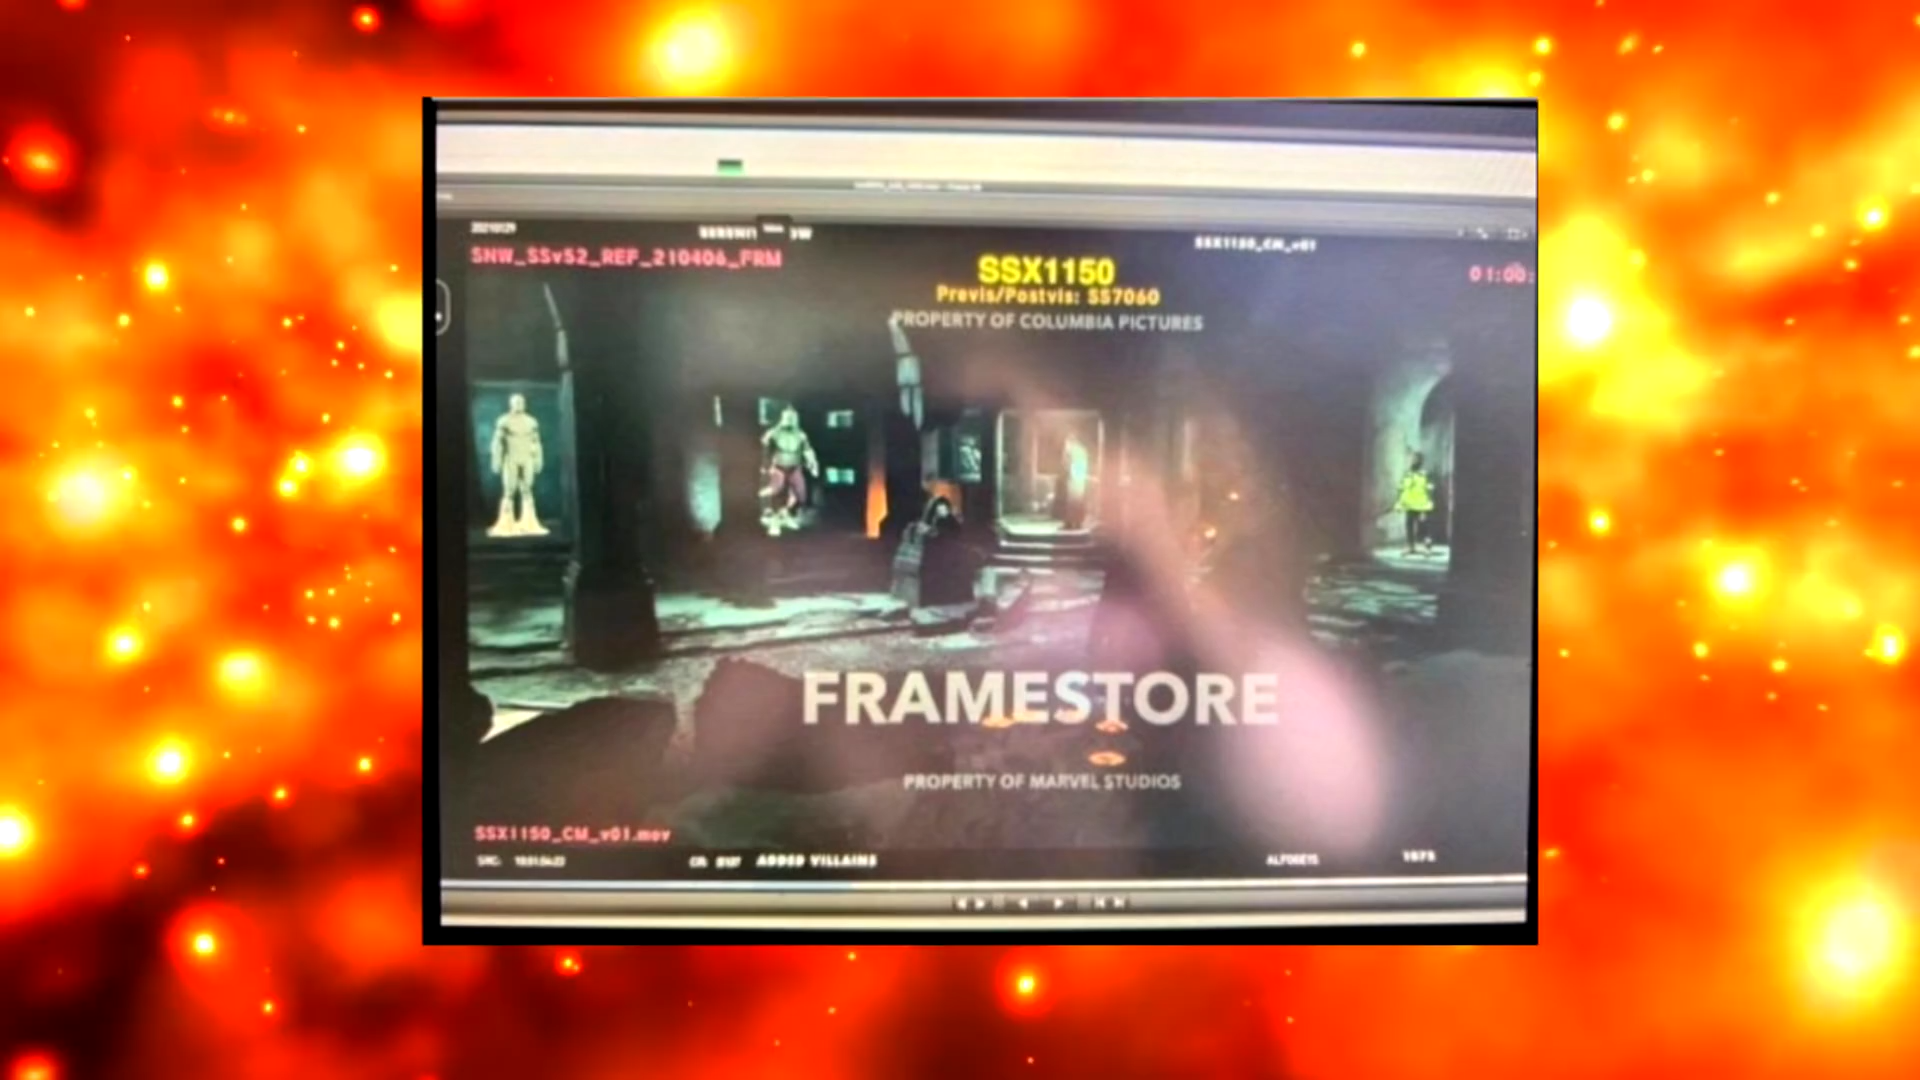 SSX1150_CM_v01
SNW_SSv52_REF_210406_FRM
SSX1150
01:00:
Previs/Postvis: SS7060
PROPERTY OF COLUMBIA PICTURES
FRAMESTORE
PROPERTY OF MARVEL STUDIOS
SSX1150_CM_v01.mov
ADDED VILLAINS